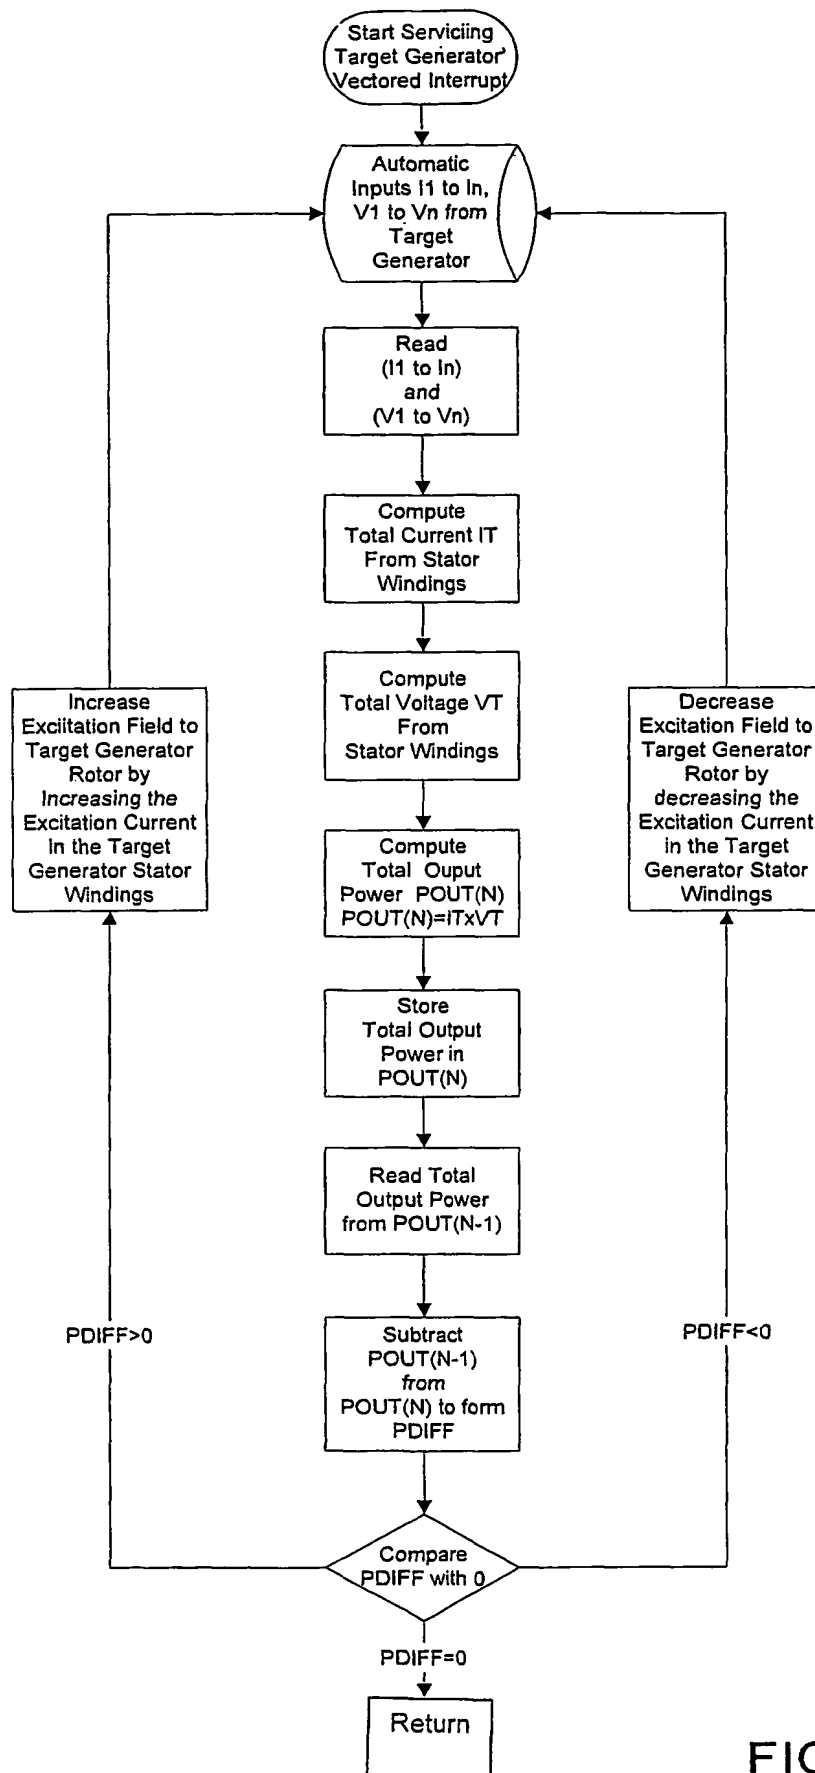 Start Serviciing
Target Generator'
Vectored Interrupt
Automatic
Inputs I1 to In,
V1 to Vn from
Target
Generator
Read
(I1 to In)
and
(V1 to Vn)
Compute
Total Current IT
From Stator
Windings
Compute
Total Voltage VT
From
Stator Windings
Increase
Exciitation Field to
Target Generator
Rotor by
Increasing the
Excitation Current
in the Target
Generator Stator
Windings
Decrease
Excitation Field to
Target Generator
Rotor by
decreasing the
Excitation Current
in the Target
Generator Stator
Windings
Compute
Total Ouput
Power POUT(N)
POUT(N)=ITxVT
Store
Total Output
Power in
POUT(N)
Read Total
Output Power
from POUT(N-1)
PDIFF>0
Subtract
POUT(N-1)
from
POUT(N) to form
PDIFF
PDIFF<0
Compare
PDIFF with 0
PDIFF=0
Return
FIG